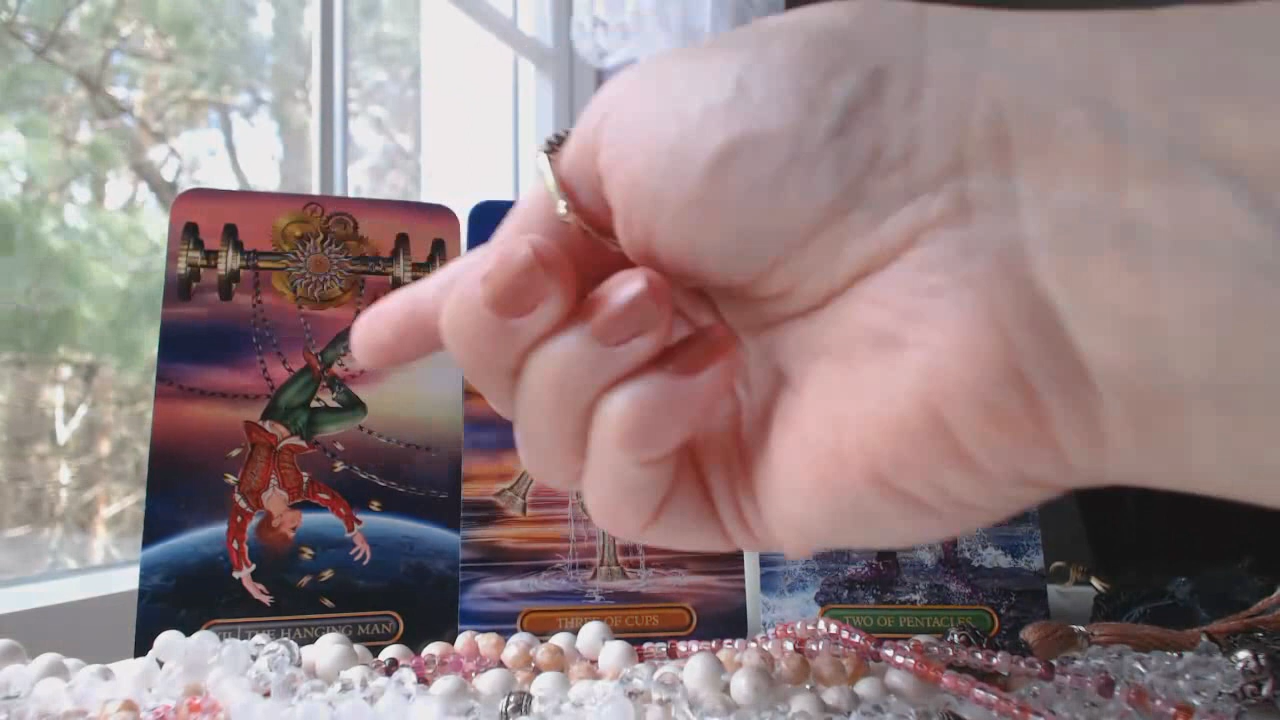 THE HANGING MAN
THREE OF CUPS
TWO OF PENTACLES